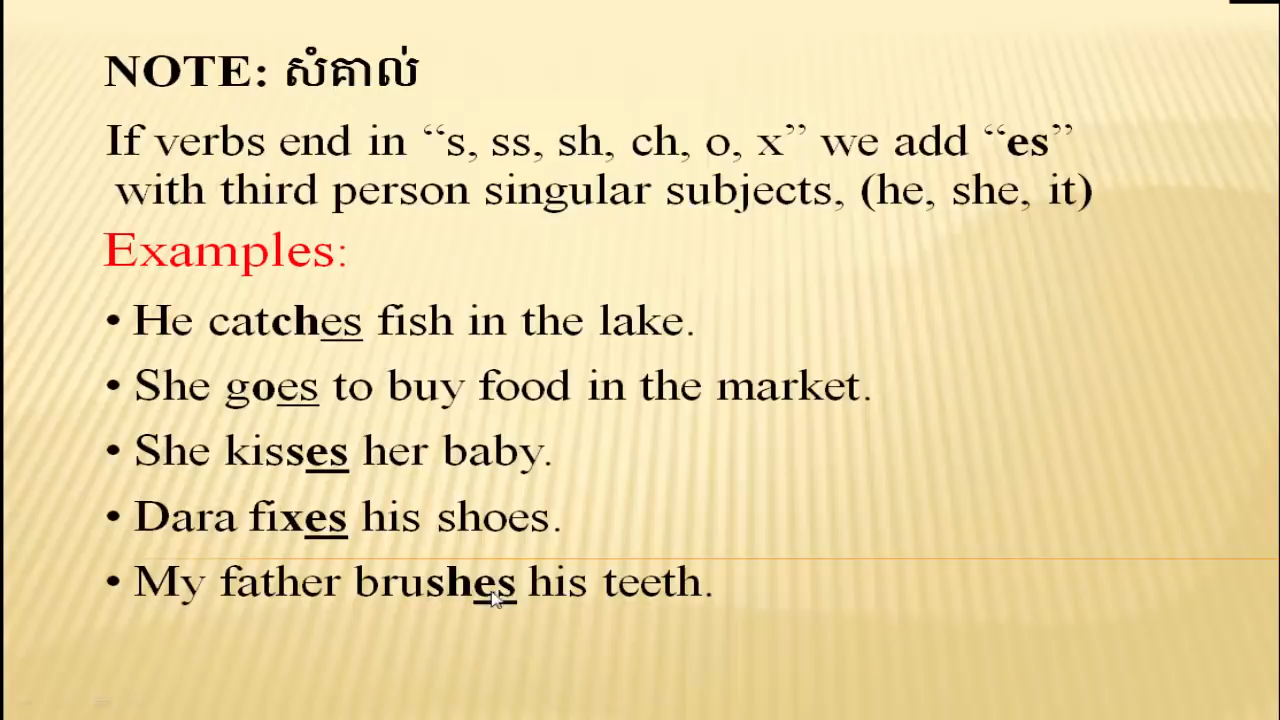 NOTE: សំគាល់
If verbs end in “s, ss, sh, ch, o, x” we add “es”
with third person singular subjects, (he, she, it)
Examples:
• He catches fish in the lake.
• She goes to buy food in the market.
• She kisses her baby.
• Dara fixes his shoes.
• My father brushes his teeth.